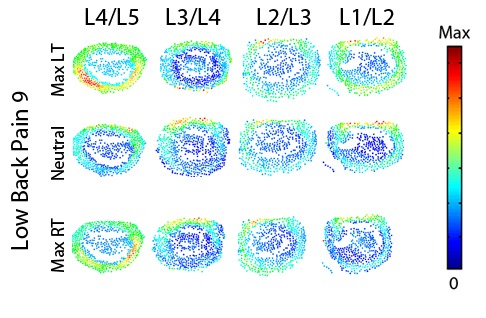 L4/L5 L3/L4 L2/L3 L1/L2
Max
Max LT
Neutral
Max RT
Low Back Pain 9
0